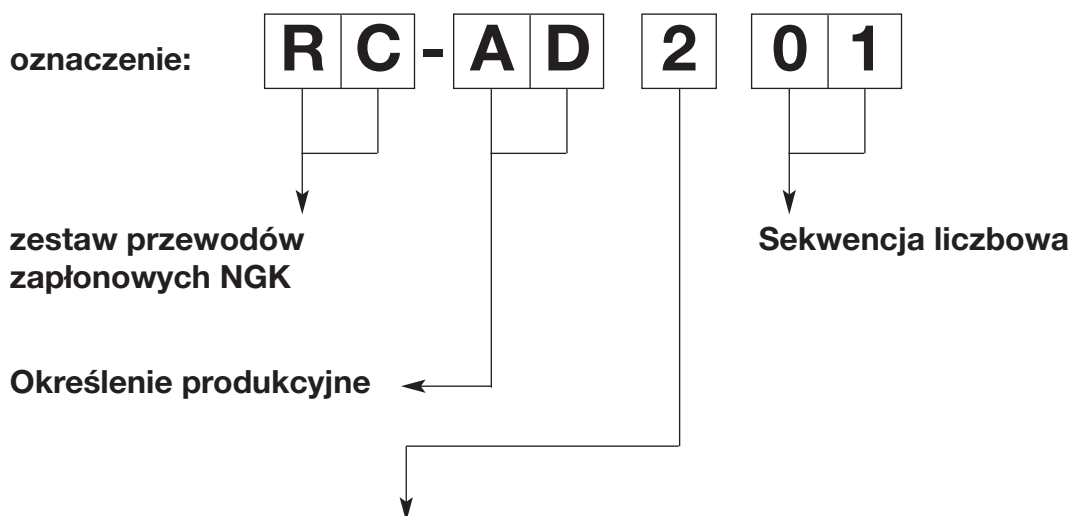 oznaczenie: RC-AD 2 01
zestaw przewodów
zapłonowych NGK
Sekwencja liczbowa
Określenie produkcyjne